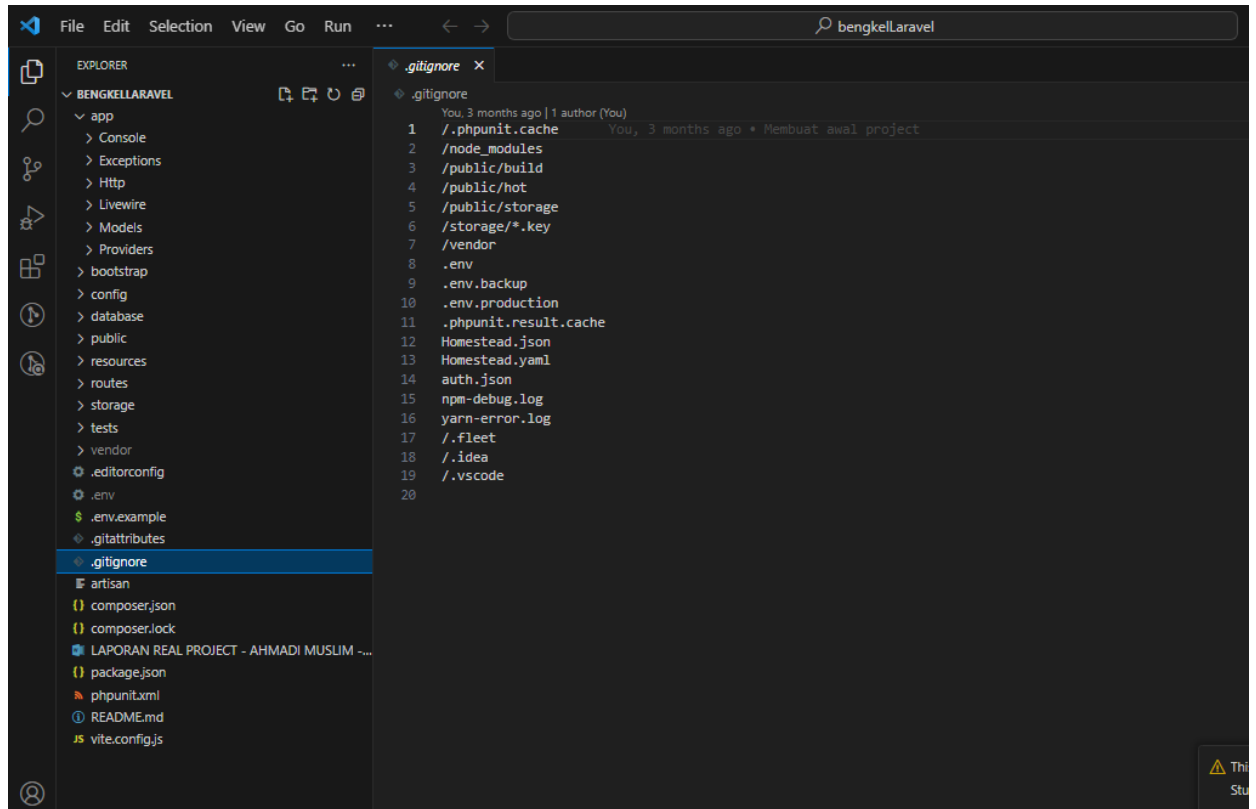 File Edit Selection View Go Run ··· bengkelLaravel
EXPLORER ···
BENGKELLARAVEL
app
Console
Exceptions
Http
Livewire
Models
Providers
bootstrap
config
database
public
resources
routes
storage
tests
vendor
.editorconfig
.env
$ .env.example
.gitattributes
.gitignore
artisan
{} composer.json
{} composer.lock
LAPORAN REAL PROJECT - AHMADI MUSLIM -...
{} package.json
phpunit.xml
README.md
JS vite.config.js
.gitignore
.gitignore
You, 3 months ago | 1 author (You)
1 /.phpunit.cache You, 3 months ago • Membuat awal project
2 /node_modules
3 /public/build
4 /public/hot
5 /public/storage
6 /storage/*.key
7 /vendor
8 .env
9 .env.backup
10 .env.production
11 .phpunit.result.cache
12 Homestead.json
13 Homestead.yaml
14 auth.json
15 npm-debug.log
16 yarn-error.log
17 /.fleet
18 /.idea
19 /.vscode
20
Thi
Stu